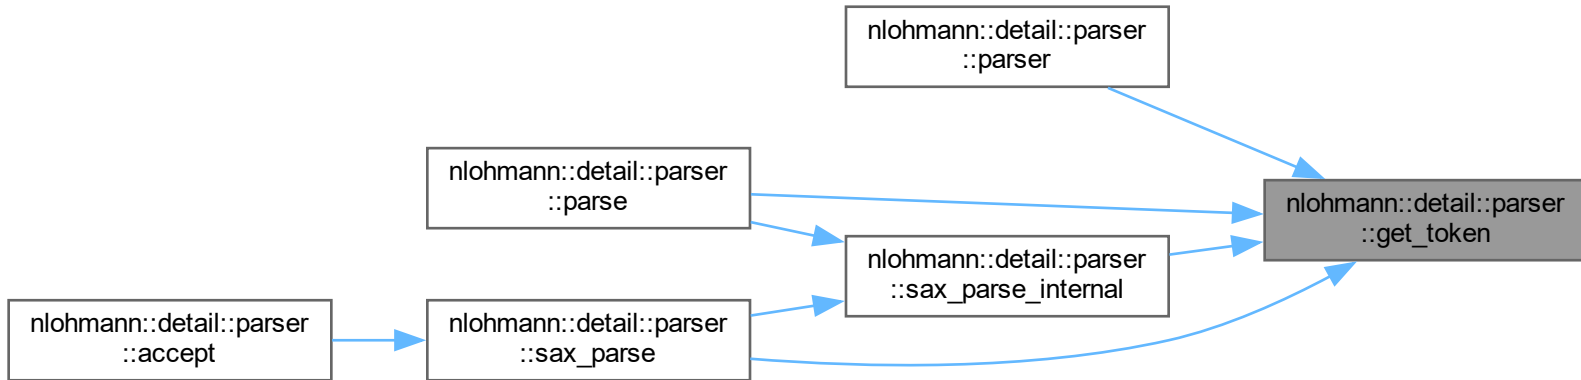 nlohmann::detail::parser
::parser
nlohmann::detail::parser
::parse
nlohmann::detail::parser
::get_token
nlohmann::detail::parser
::sax_parse_internal
nlohmann::detail::parser
::accept
nlohmann::detail::parser
::sax_parse